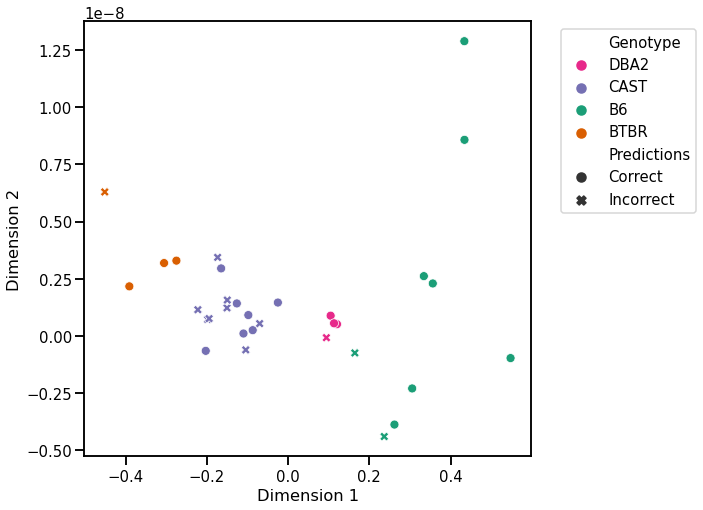 1e−8
1.25
1.00
0.75
0.50
0.25
0.00
−0.25
−0.50
Dimension 2
−0.4
−0.2
0.0
0.2
0.4
Dimension 1
Genotype
DBA2
CAST
B6
BTBR
Predictions
Correct
Incorrect